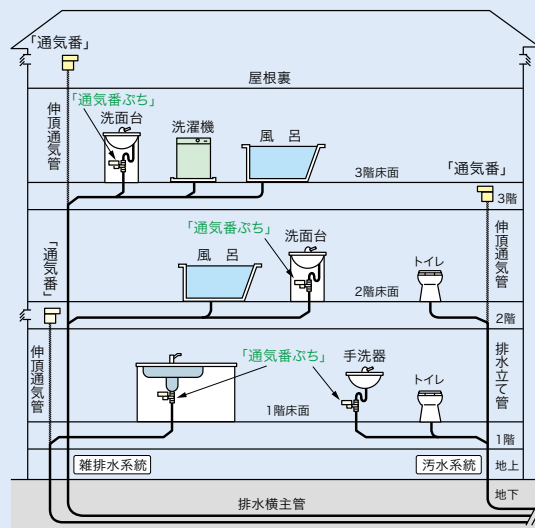 「通気番」
屋根裏
「通気番ぷち」
伸頂通気管
洗面台
洗濯機
風 呂
3階床面
「通気番」
3階
「通気番ぷち」
伸頂通気管
「通気番」
風 呂
洗面台
トイレ
2階床面
2階
伸頂通気管
「通気番ぷち」
手洗器
トイレ
排水立て管
1階床面
1階
雑排水系統
汚水系統
地上
地下
排水横主管